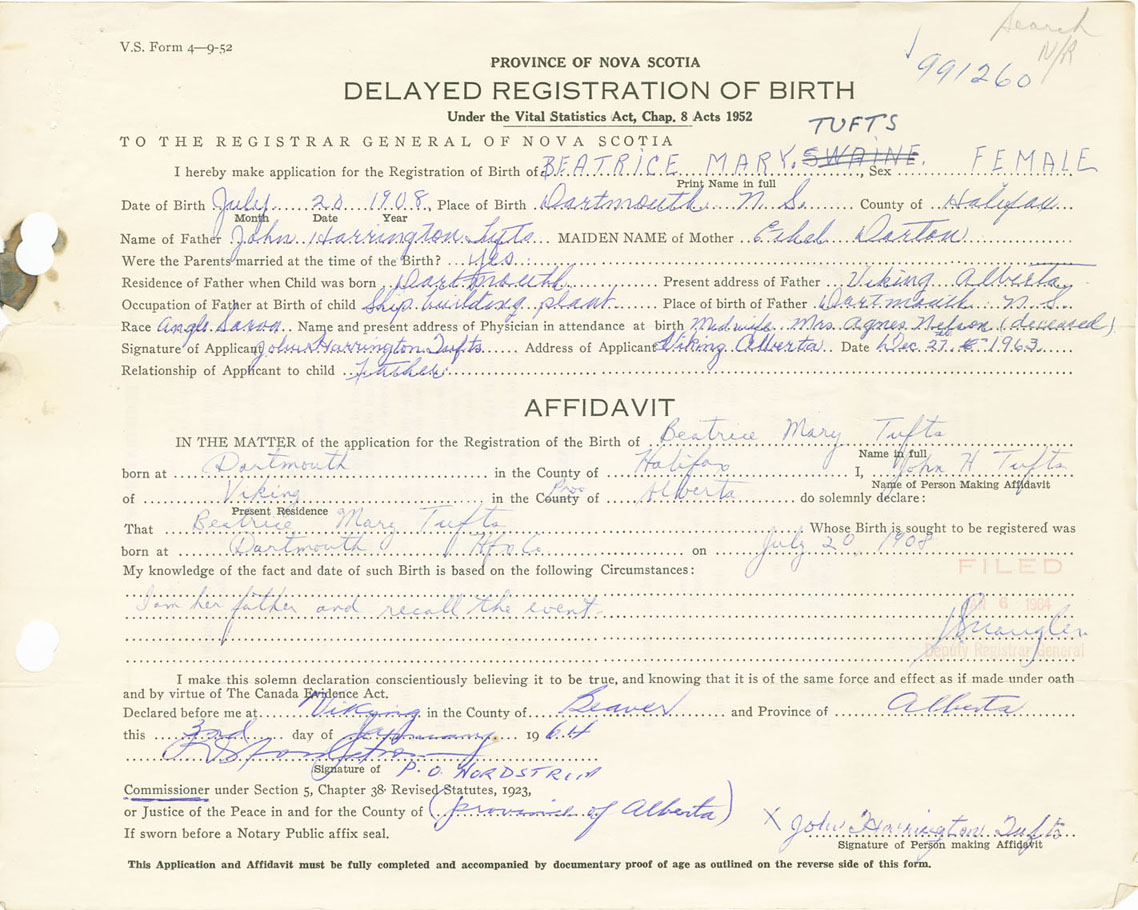 Search
N/R
V.S. Form 4—9-52
991260
PROVINCE OF NOVA SCOTIA
DELAYED REGISTRATION OF BIRTH
Under the Vital Statistics Act, Chap. 8 Acts 1952
TUFTS
TO THE REGISTRAR GENERAL OF NOVA SCOTIA
I hereby make application for the Registration of Birth of BEATRICE MARY. SWAINE. Sex FEMALE
Print Name in full
Date of Birth July 20 1908, Place of Birth Dartmouth N S. County of Halifax
Month Date Year
Name of Father John Harrington Tufts MAIDEN NAME of Mother Ethel Dorton
Were the Parents married at the time of the Birth? yes
Residence of Father when Child was born Dartmouth Present address of Father Viking Alberta
Occupation of Father at Birth of child Ship building plant Place of birth of Father Dartmouth N S
Race Anglo Saxon Name and present address of Physician in attendance at birth Midwife Mrs. Agnes Nelson (deceased)
Signature of Applicant John Harrington Tufts Address of Applicant Viking Alberta Date Dec 27 1963
Relationship of Applicant to child Father
AFFIDAVIT
IN THE MATTER of the application for the Registration of the Birth of Beatrice Mary Tufts
Name in full
born at Dartmouth in the County of Halifax I, John H Tufts
Name of Person Making Affidavit
of Viking in the County of Prov Alberta do solemnly declare:
Present Residence
That Beatrice Mary Tufts Whose Birth is sought to be registered was
born at Dartmouth Hfx Co on July 20, 1908
My knowledge of the fact and date of such Birth is based on the following Circumstances:
FILED
I am her father and recall the event.
6 1964
Deputy Registrar General
I make this solemn declaration conscientiously believing it to be true, and knowing that it is of the same force and effect as if made under oath
and by virtue of The Canada Evidence Act.
Declared before me at Viking in the County of Beaver and Province of Alberta
this 3rd day of January 1964
Signature of P.O. NORDSTROM
Commissioner under Section 5, Chapter 38 Revised Statutes, 1923,
or Justice of the Peace in and for the County of (province of Alberta)
X John Harrington Tufts
If sworn before a Notary Public affix seal.
Signature of Person making Affidavit
This Application and Affidavit must be fully completed and accompanied by documentary proof of age as outlined on the reverse side of this form.